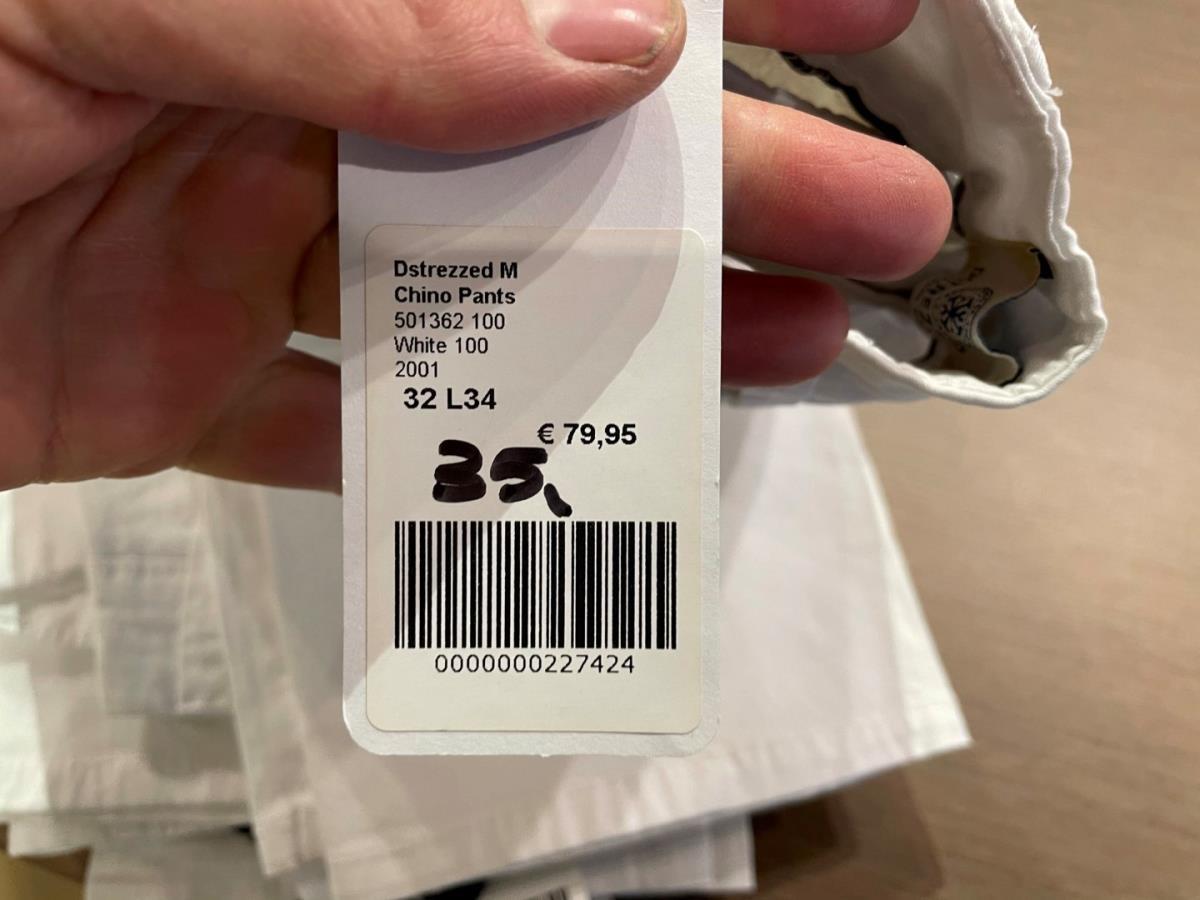 Dstrezzed M
Chino Pants
501362 100
White 100
2001
32 L34
€ 79,95
35,
0000000227424